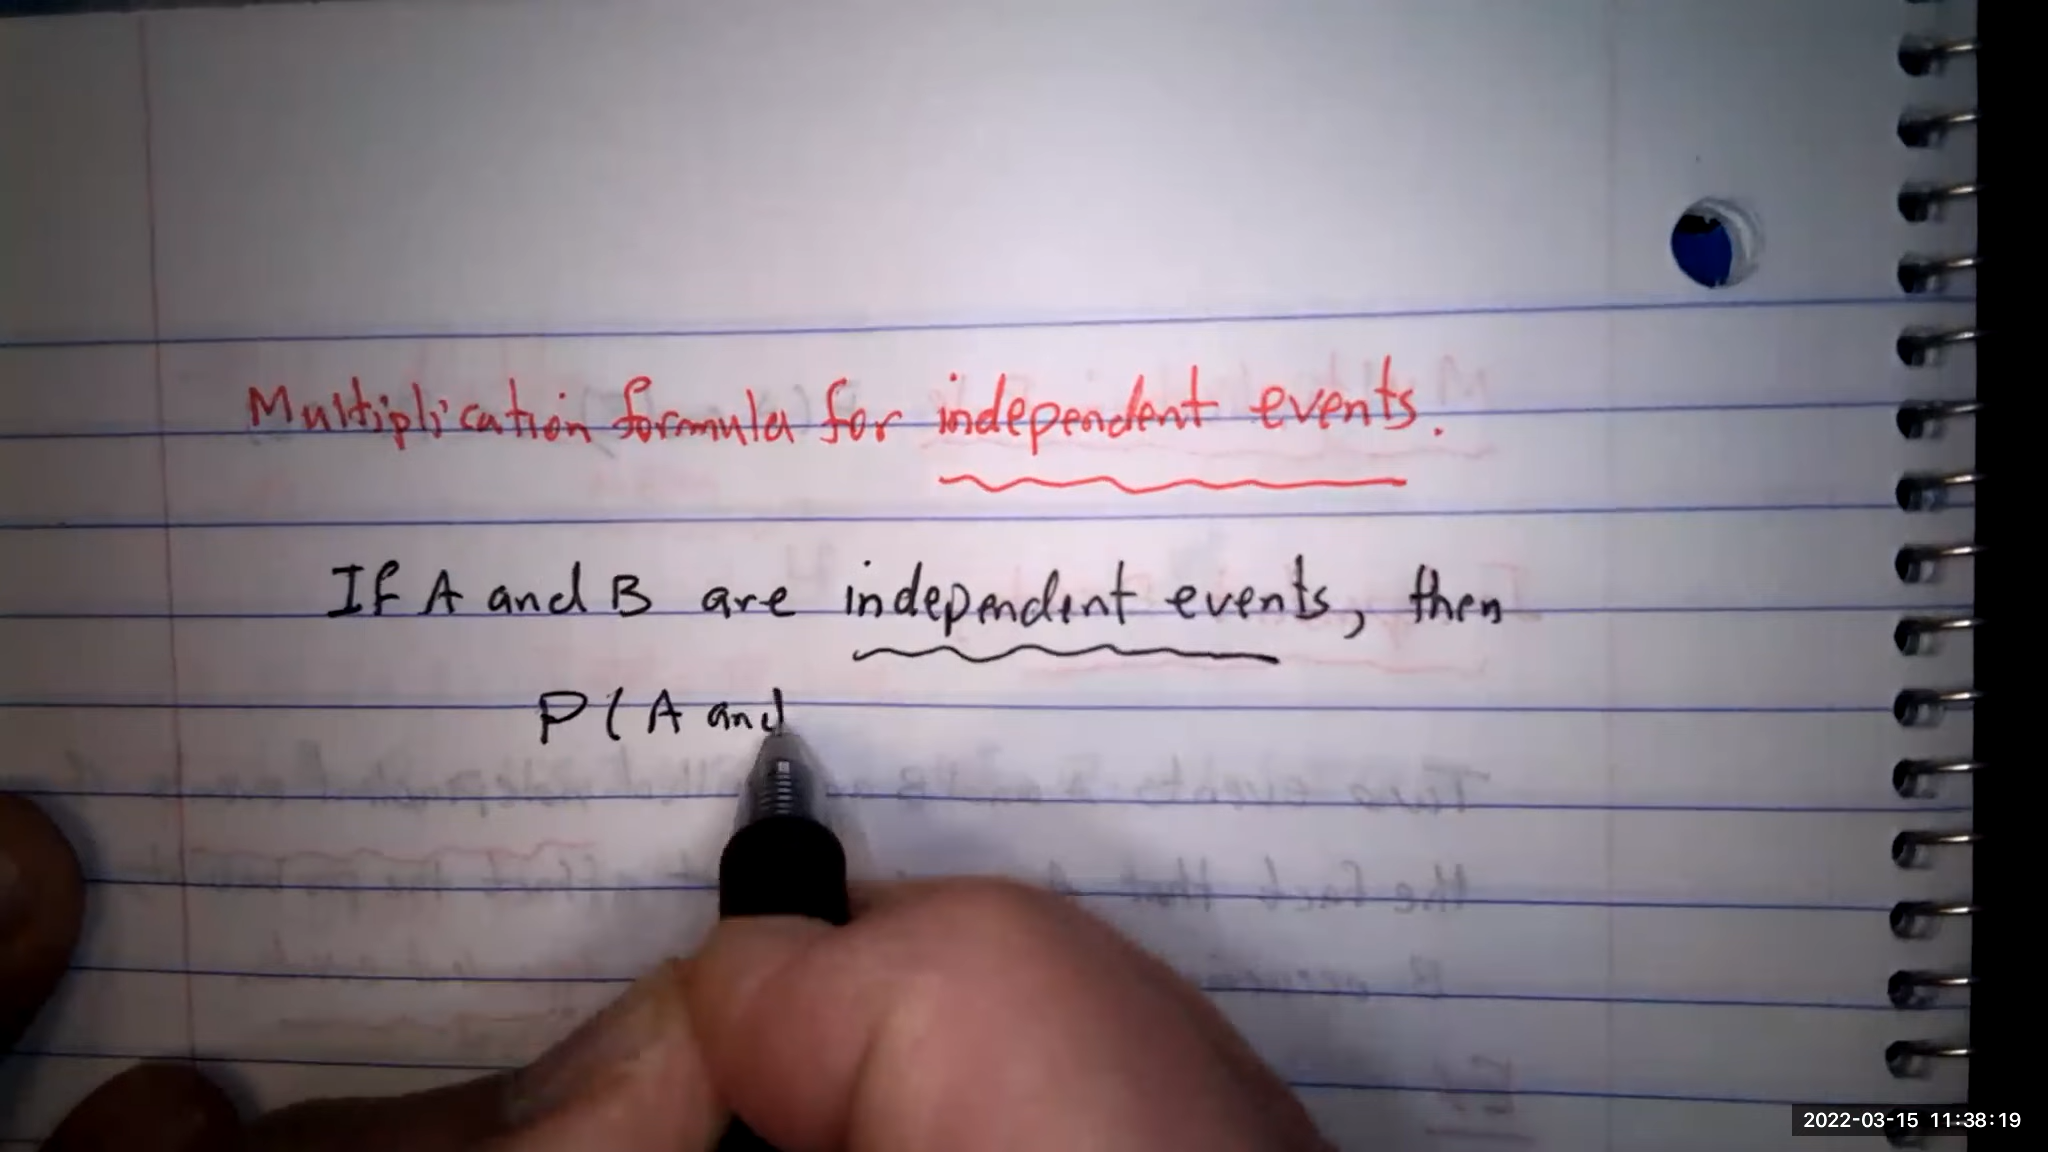 Multiplication formula for independent events.
If A and B are independent events, then
P(A and
2022-03-15 11:38:19